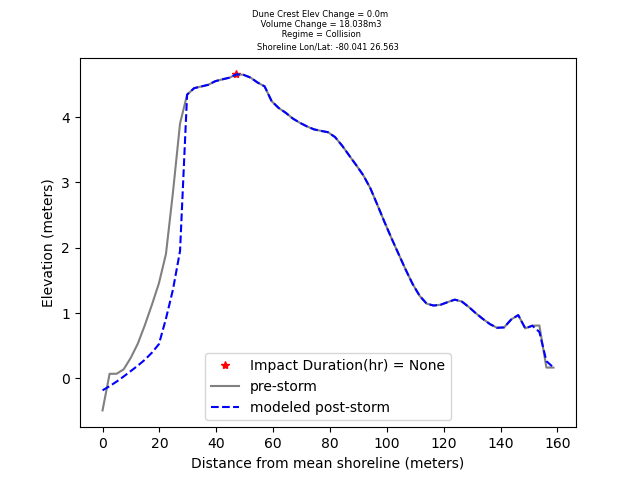 Dune Crest Elev Change = 0.0m
Volume Change = 18.038m3
Regime = Collision
Shoreline Lon/Lat: -80.041 26.563
Elevation (meters)
4
3
2
1
0
Impact Duration(hr) = None
pre-storm
modeled post-storm
0 20 40 60 80 100 120 140 160
Distance from mean shoreline (meters)